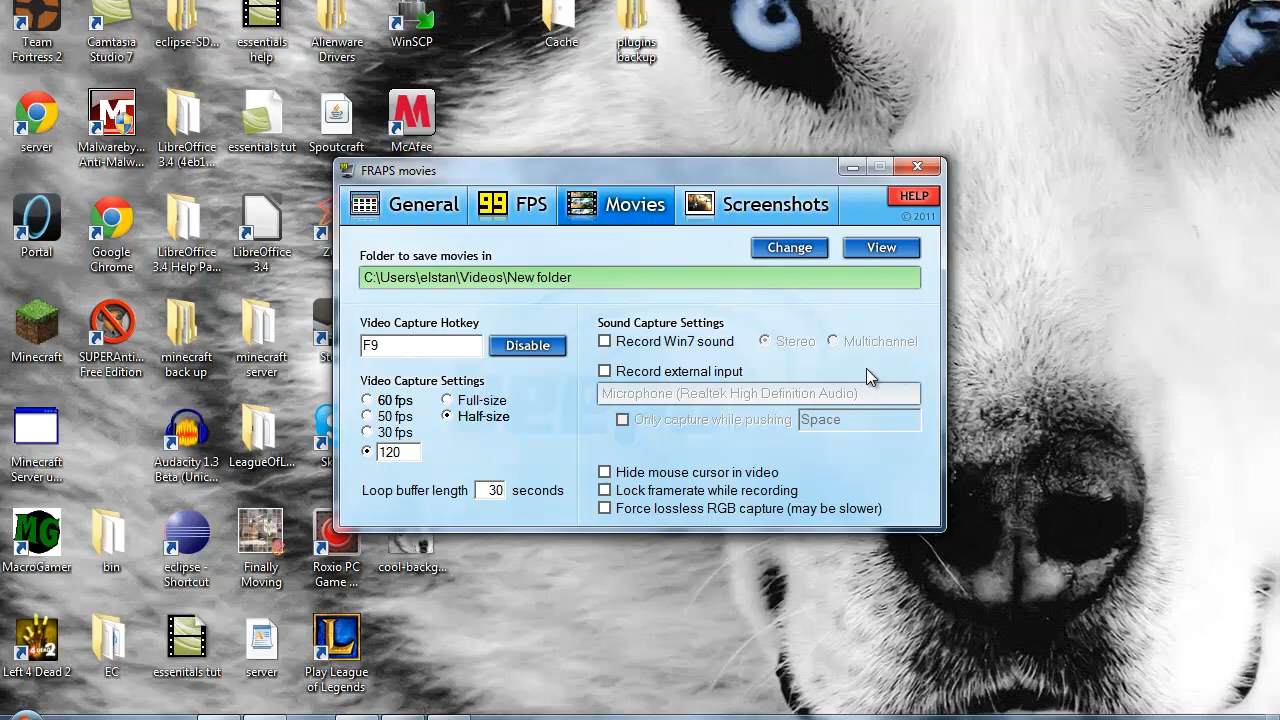 Team
Fortress 2
Camtasia
Studio 7
eclipse-SD...
essentials
help
Alienware
Drivers
WinSCP
Cache
plugins
backup
server
Malwareby...
Anti-Malw...
LibreOffice
3.4 (4eb1...
essentials tut
Spoutcraft
McAfee
Portal
Google
Chrome
LibreOffice
3.4 Help Pa...
LibreOffice
3.4
Minecraft
SUPERAnti...
Free Edition
minecraft
back up
minecraft
server
Minecraft
Server u...
Audacity 1.3
Beta (Unic...
LeagueOfL...
MacroGamer
bin
eclipse -
Shortcut
Finally
Moving
Roxio PC
Game ...
cool-backg...
Left 4 Dead 2
EC
essenitals tut
server
Play League
of Legends
99 FRAPS movies
General
99 FPS
Movies
Screenshots
HELP
© 2011
Folder to save movies in
Change
View
C:\Users\elstan\Videos\New folder
Video Capture Hotkey
F9
Disable
Video Capture Settings
60 fps
Full-size
50 fps
Half-size
30 fps
120
Loop buffer length 30 seconds
Sound Capture Settings
Record Win7 sound
Stereo
Multichannel
Record external input
Microphone (Realtek High Definition Audio)
Only capture while pushing
Space
Hide mouse cursor in video
Lock framerate while recording
Force lossless RGB capture (may be slower)